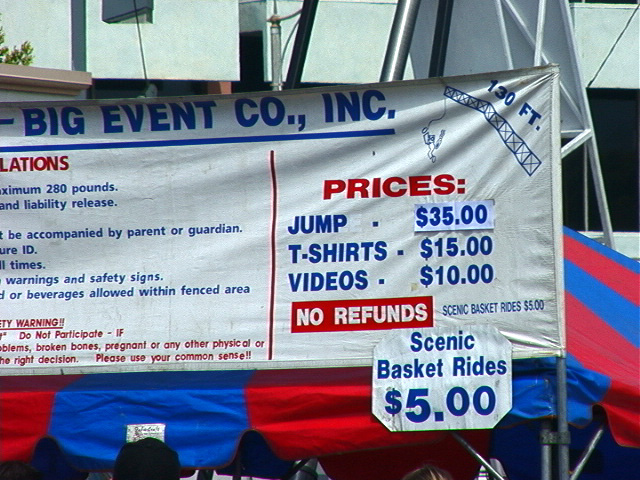 -BIG EVENT CO., INC.
130 FT.
LATIONS
ximum 280 pounds.
and liability release.
t be accompanied by parent or guardian.
ure ID.
ll times.
warnings and safety signs.
d or beverages allowed within fenced area
ETY WARNING!!
Do Not Participate - IF
oblems, broken bones, pregnant or any other physical or
he right decision. Please use your common sense!!
PRICES:
JUMP - $35.00
T-SHIRTS - $15.00
VIDEOS - $10.00
NO REFUNDS
SCENIC BASKET RIDES $5.00
Scenic
Basket Rides
$5.00